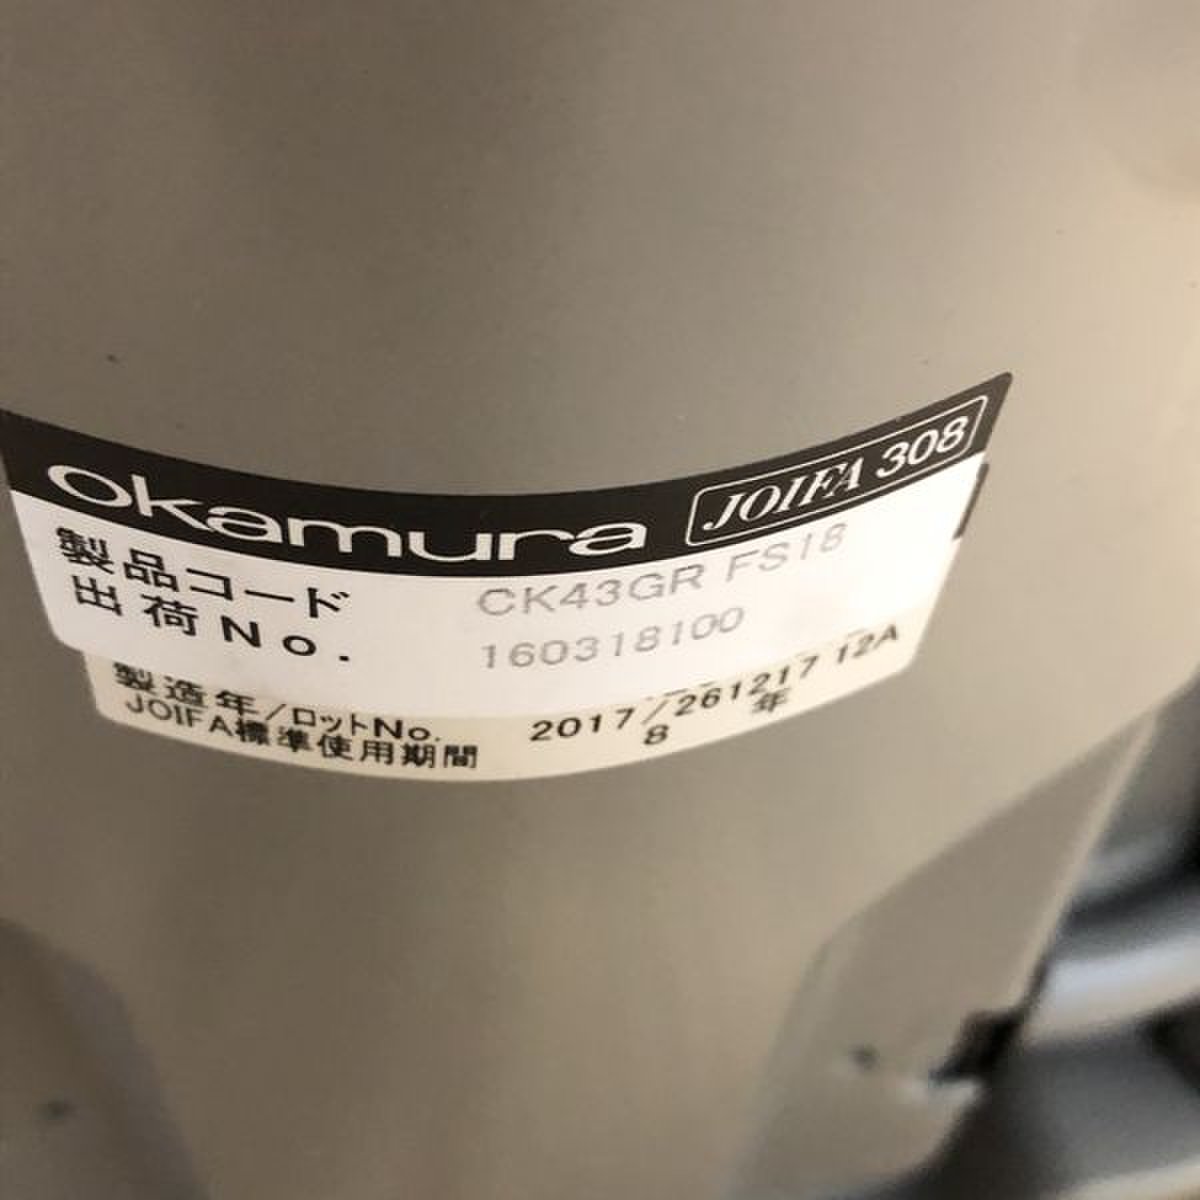 okamura JOIFA 308
製品コード CK43GR FS18
出荷No. 160318100
製造年/ロットNo. 2017/261217 12A
JOIFA標準使用期間 8 年